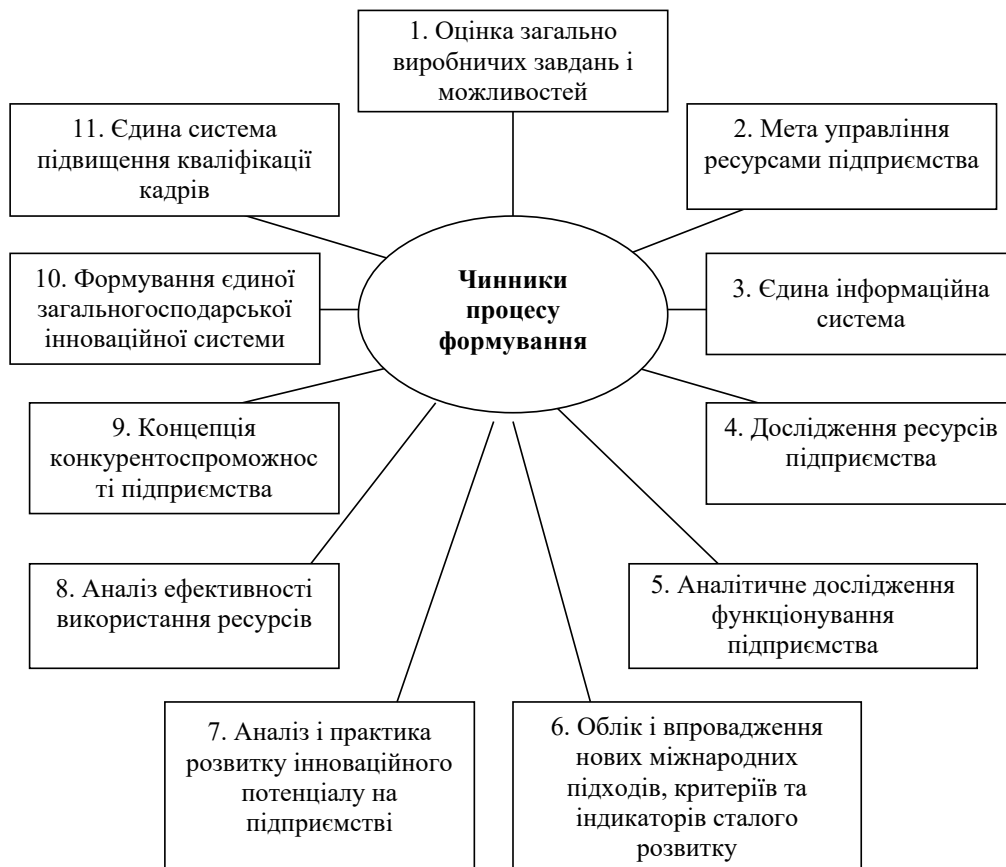 1. Оцінка загально
виробничих завдань і
можливостей
2. Мета управління
ресурсами підприємства
3. Єдина інформаційна
система
4. Дослідження ресурсів
підприємства
5. Аналітичне дослідження
функціонування
підприємства
6. Облік і впровадження
нових міжнародних
підходів, критеріїв та
індикаторів сталого
розвитку
7. Аналіз і практика
розвитку інноваційного
потенціалу на
підприємстві
8. Аналіз ефективності
використання ресурсів
9. Концепція
конкурентоспроможнос
ті підприємства
10. Формування єдиної
загальногосподарської
інноваційної системи
11. Єдина система
підвищення кваліфікації
кадрів
Чинники
процесу
формування